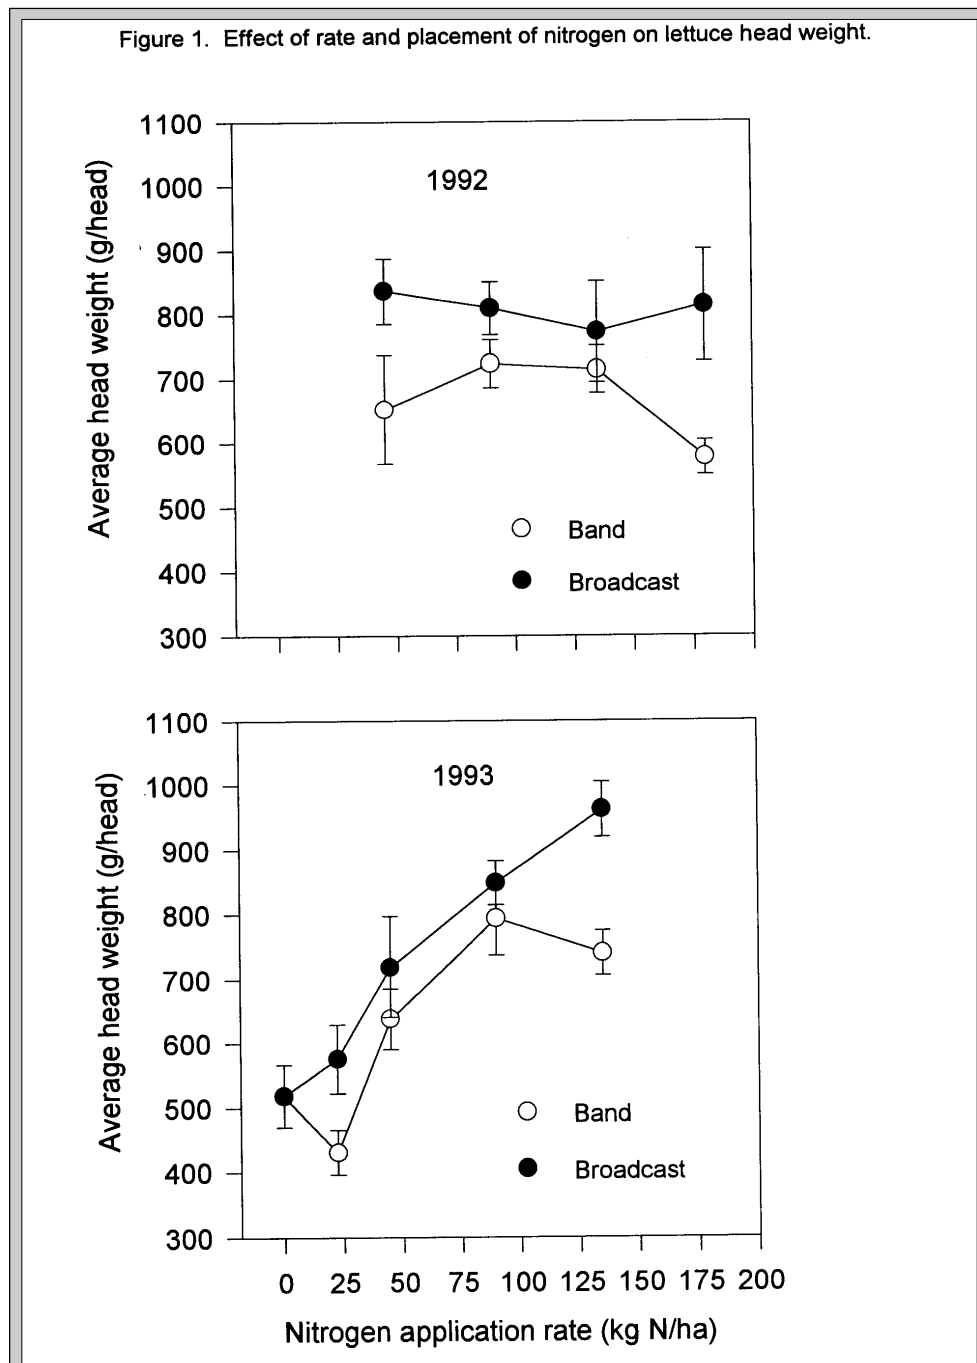 Figure 1. Effect of rate and placement of nitrogen on lettuce head weight.
1100
1000
900
800
700
600
500
400
300
Average head weight (g/head)
1992
Band
Broadcast
1100
1000
900
800
700
600
500
400
300
Average head weight (g/head)
1993
Band
Broadcast
0 25 50 75 100 125 150 175 200
Nitrogen application rate (kg N/ha)